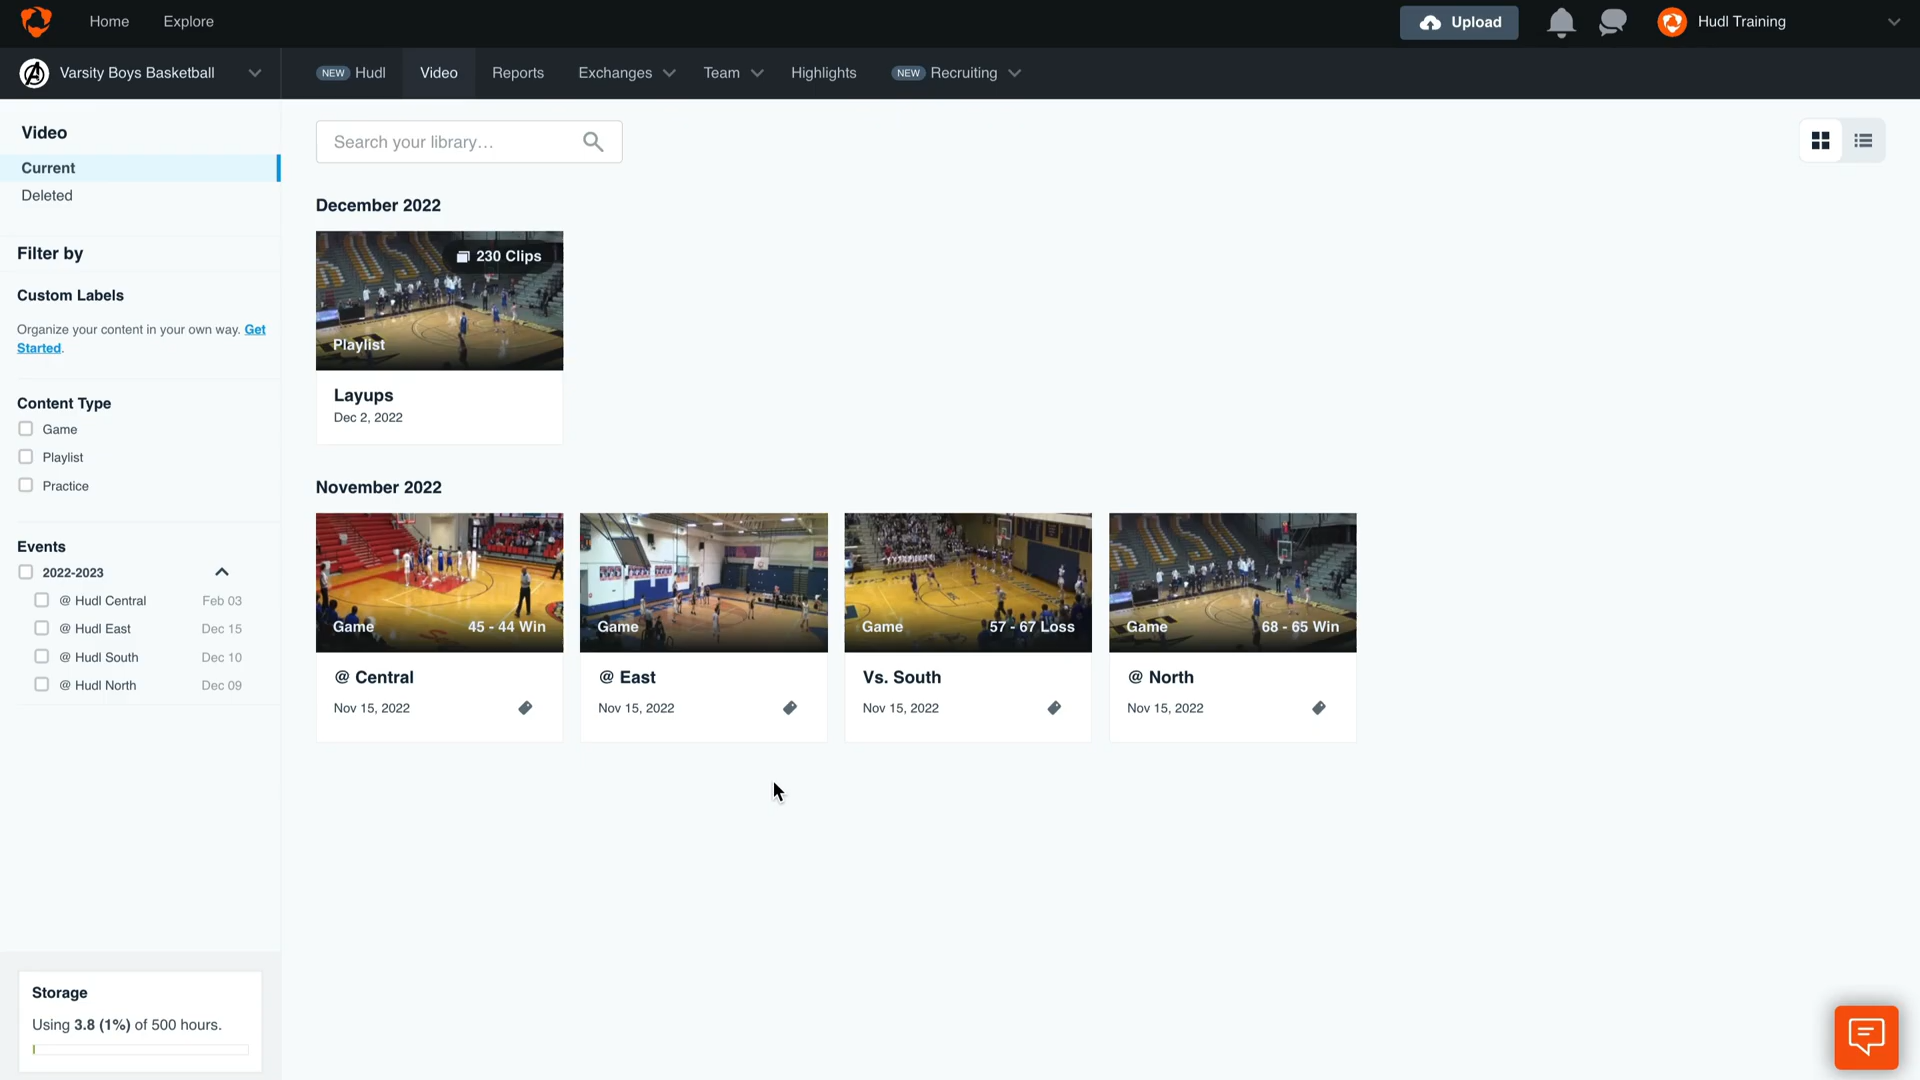 Home
Explore
Upload
Hudl Training
Varsity Boys Basketball
NEW Hudl
Video
Reports
Exchanges
Team
Highlights
NEW Recruiting
Video
Current
Deleted
Filter by
Custom Labels
Organize your content in your own way. Get
Started.
Content Type
Game
Playlist
Practice
Events
2022-2023
@ Hudl Central Feb 03
@ Hudl East Dec 15
@ Hudl South Dec 10
@ Hudl North Dec 09
Storage
Using 3.8 (1%) of 500 hours.
Search your library...
December 2022
230 Clips
Playlist
Layups
Dec 2, 2022
November 2022
Game 45 - 44 Win
@ Central
Nov 15, 2022
Game
@ East
Nov 15, 2022
Game 57 - 67 Loss
Vs. South
Nov 15, 2022
Game 68 - 65 Win
@ North
Nov 15, 2022